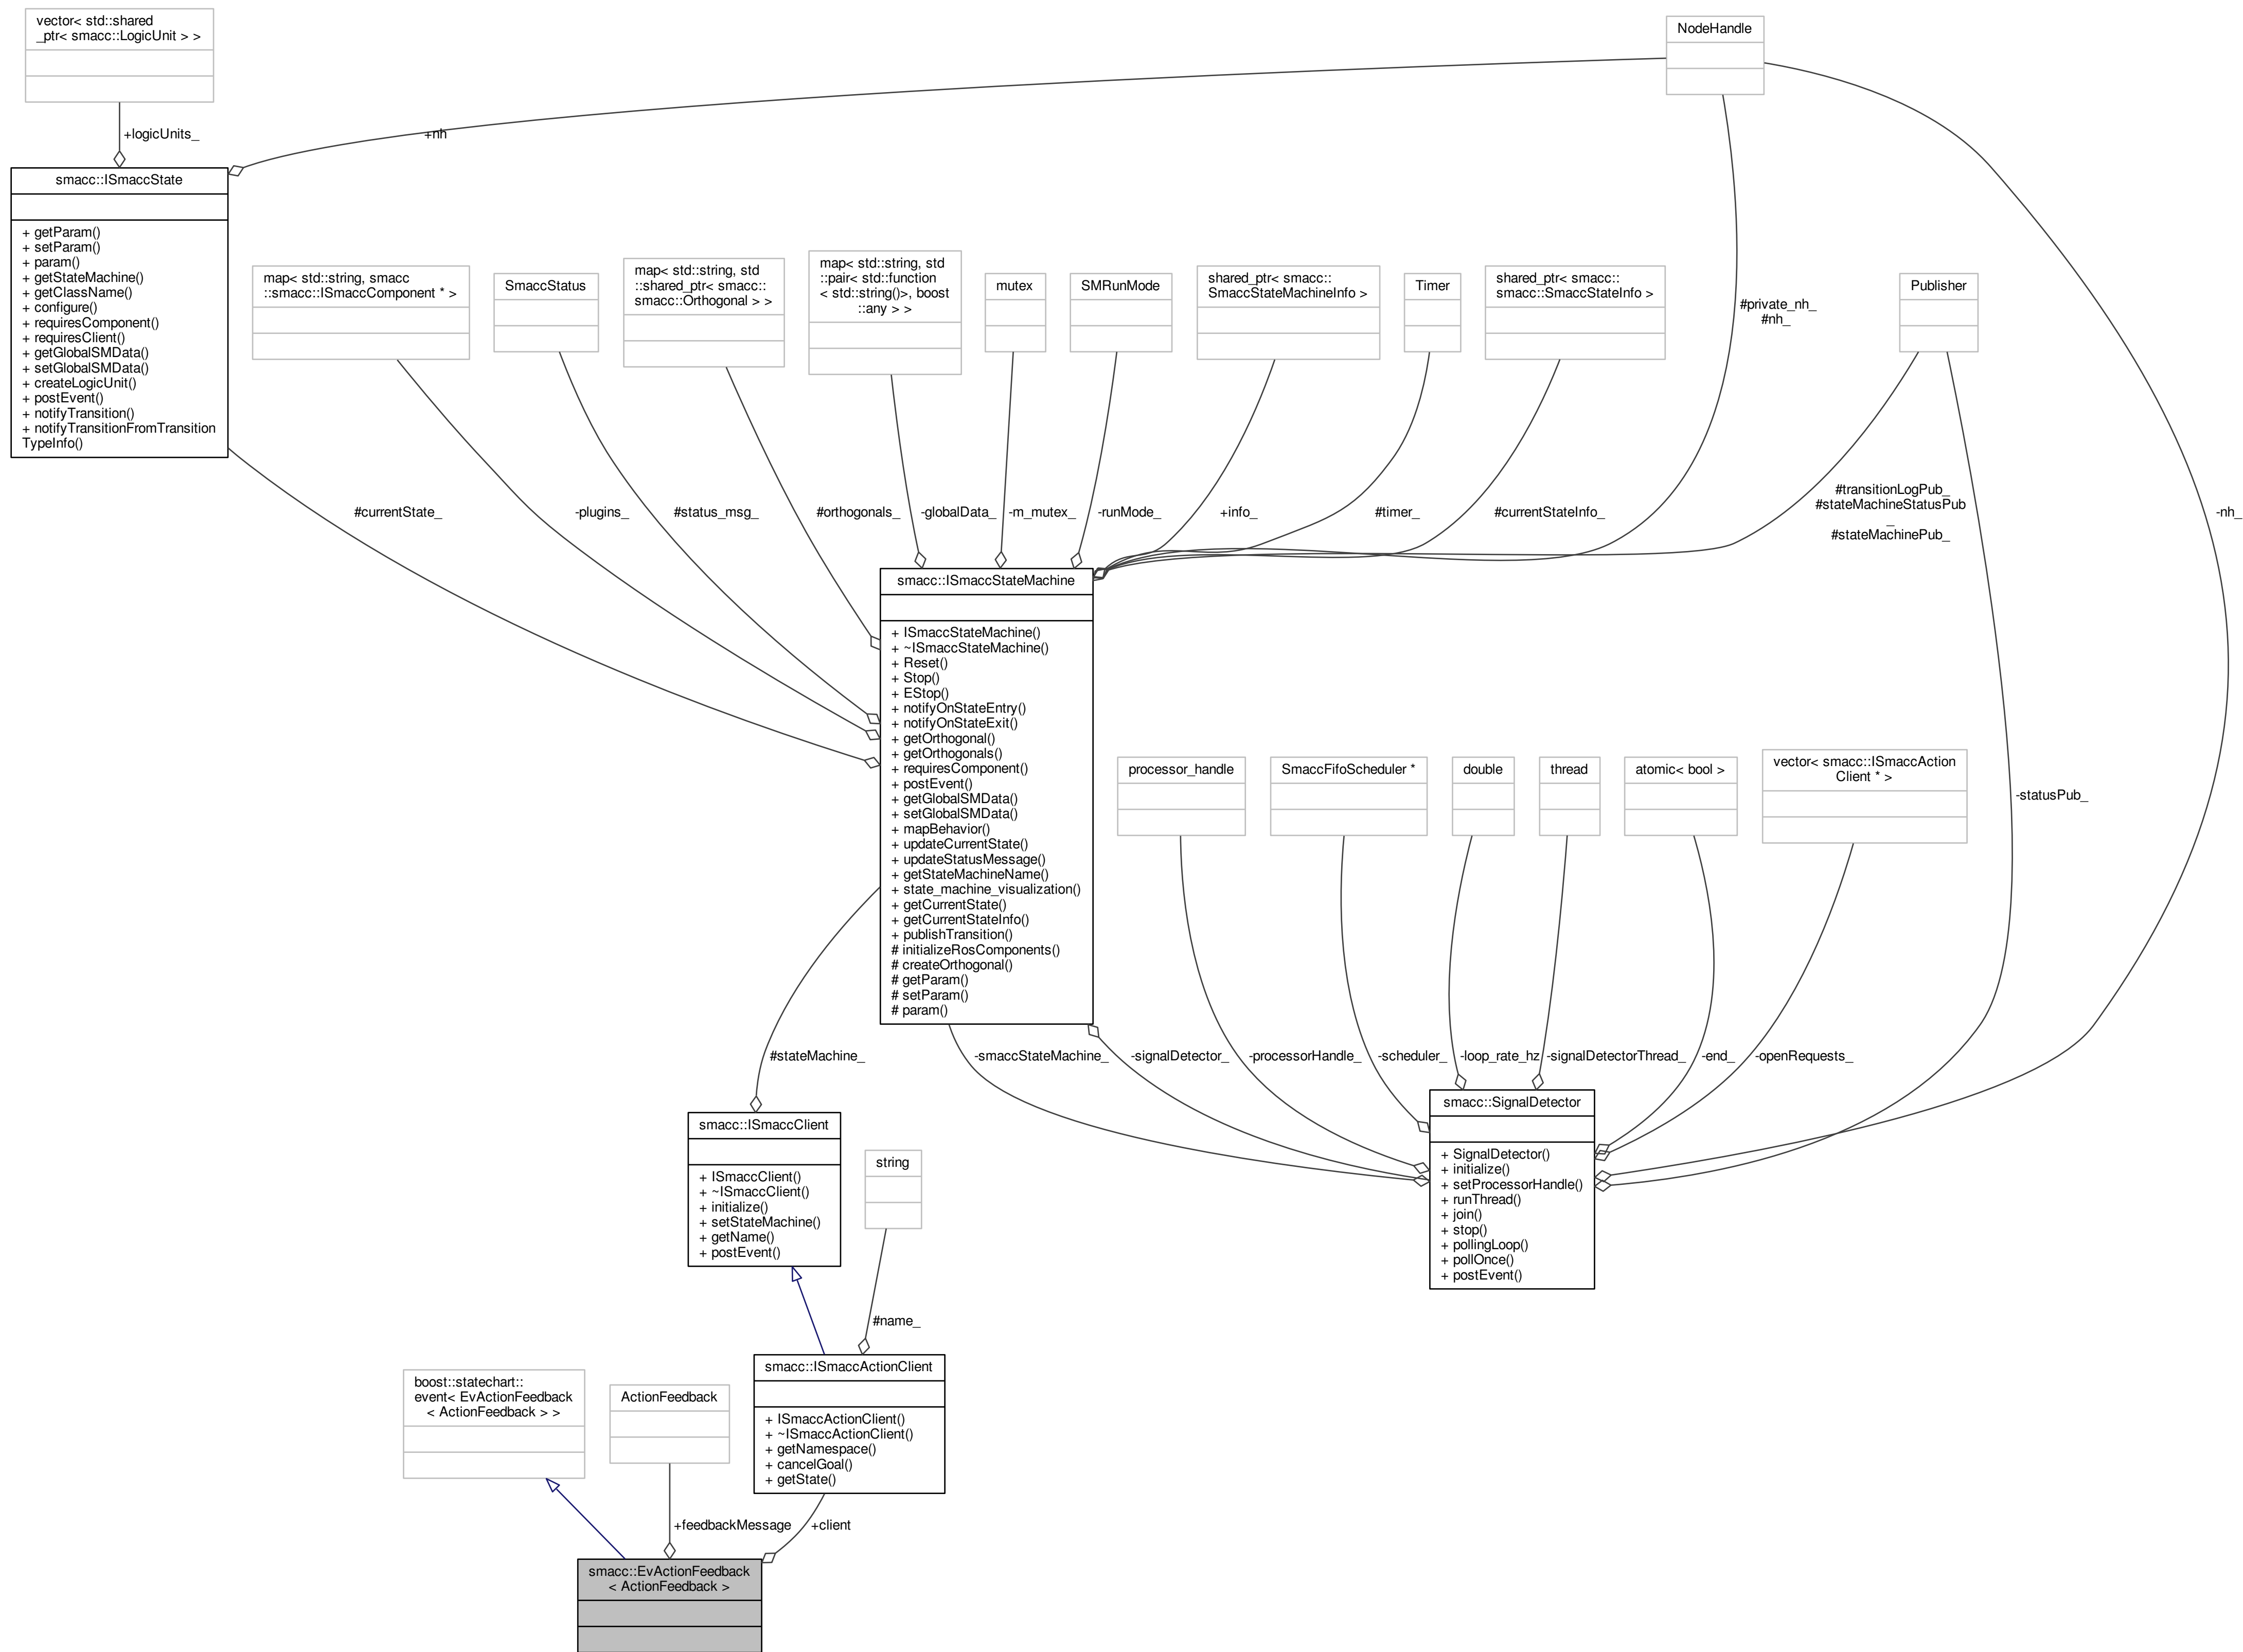 vector< std::shared
_ptr< smacc::LogicUnit > >
NodeHandle
+logicUnits_
+nh
smacc::ISmaccState
+ getParam()
+ setParam()
+ param()
+ getStateMachine()
+ getClassName()
+ configure()
+ requiresComponent()
+ requiresClient()
+ getGlobalSMData()
+ setGlobalSMData()
+ createLogicUnit()
+ postEvent()
+ notifyTransition()
+ notifyTransitionFromTransition
TypeInfo()
map< std::string, smacc
::smacc::ISmaccComponent * >
SmaccStatus
map< std::string, std
::shared_ptr< smacc::
smacc::Orthogonal > >
map< std::string, std
::pair< std::function
< std::string()>, boost
::any > >
mutex
SMRunMode
shared_ptr< smacc::
SmaccStateMachineInfo >
Timer
shared_ptr< smacc::
smacc::SmaccStateInfo >
#private_nh_
#nh_
Publisher
#currentState_
-plugins_
#status_msg_
#orthogonals_
-globalData_
-m_mutex_
-runMode_
+info_
#timer_
#currentStateInfo_
#transitionLogPub_
#stateMachineStatusPub
_
#stateMachinePub_
-nh_
smacc::ISmaccStateMachine
+ ISmaccStateMachine()
+ ~ISmaccStateMachine()
+ Reset()
+ Stop()
+ EStop()
+ notifyOnStateEntry()
+ notifyOnStateExit()
+ getOrthogonal()
+ getOrthogonals()
+ requiresComponent()
+ postEvent()
+ getGlobalSMData()
+ setGlobalSMData()
+ mapBehavior()
+ updateCurrentState()
+ updateStatusMessage()
+ getStateMachineName()
+ state_machine_visualization()
+ getCurrentState()
+ getCurrentStateInfo()
+ publishTransition()
# initializeRosComponents()
# createOrthogonal()
# getParam()
# setParam()
# param()
processor_handle
SmaccFifoScheduler *
double
thread
atomic< bool >
vector< smacc::ISmaccAction
Client * >
-statusPub_
#stateMachine_
-smaccStateMachine_
-signalDetector_
-processorHandle_
-scheduler_
-loop_rate_hz
-signalDetectorThread_
-end_
-openRequests_
smacc::SignalDetector
+ SignalDetector()
+ initialize()
+ setProcessorHandle()
+ runThread()
+ join()
+ stop()
+ pollingLoop()
+ pollOnce()
+ postEvent()
smacc::ISmaccClient
+ ISmaccClient()
+ ~ISmaccClient()
+ initialize()
+ setStateMachine()
+ getName()
+ postEvent()
string
#name_
smacc::ISmaccActionClient
+ ISmaccActionClient()
+ ~ISmaccActionClient()
+ getNamespace()
+ cancelGoal()
+ getState()
boost::statechart::
event< EvActionFeedback
< ActionFeedback > >
ActionFeedback
+feedbackMessage
+client
smacc::EvActionFeedback
< ActionFeedback >